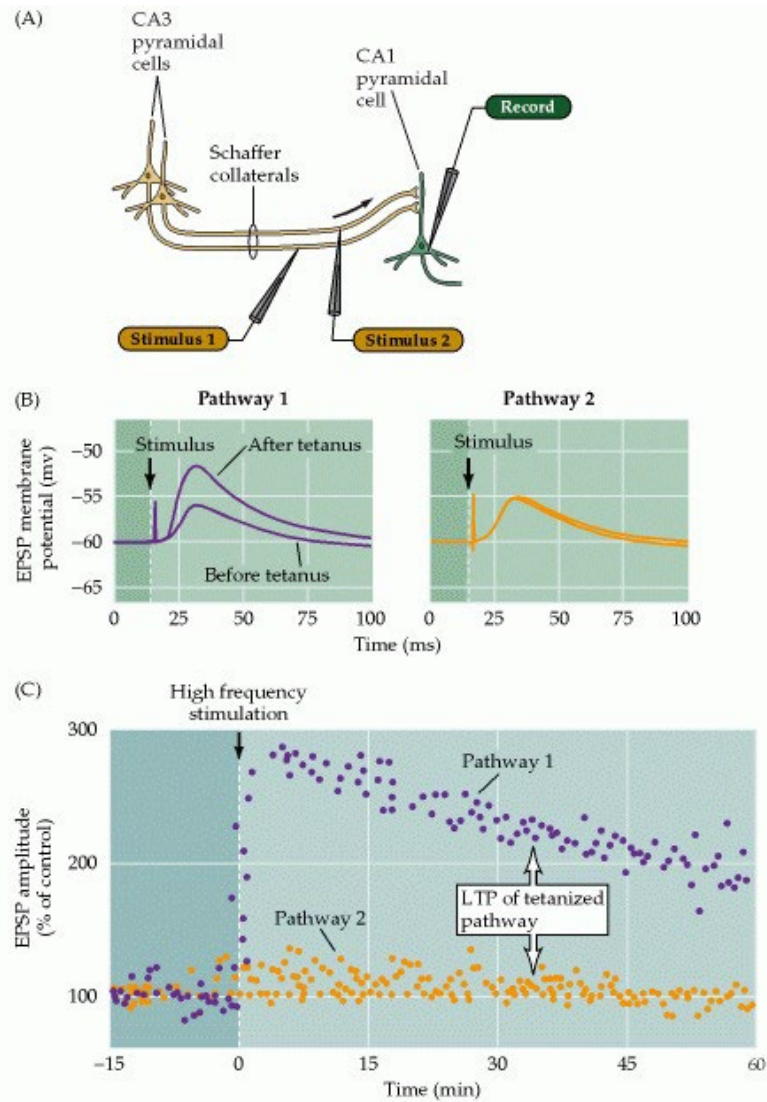 (A)
CA3
pyramidal
cells
CA1
pyramidal
cell
Record
Schaffer
collaterals
Stimulus 1
Stimulus 2
(B)
Pathway 1
Pathway 2
EPSP membrane
potential (mv)
−50
−55
−60
−65
Stimulus
After tetanus
Before tetanus
Stimulus
0
25
50
75
100
0
25
50
75
100
Time (ms)
(C)
High frequency
stimulation
EPSP amplitude
(% of control)
300
200
100
Pathway 1
LTP of tetanized
pathway
Pathway 2
−15
0
15
30
45
60
Time (min)